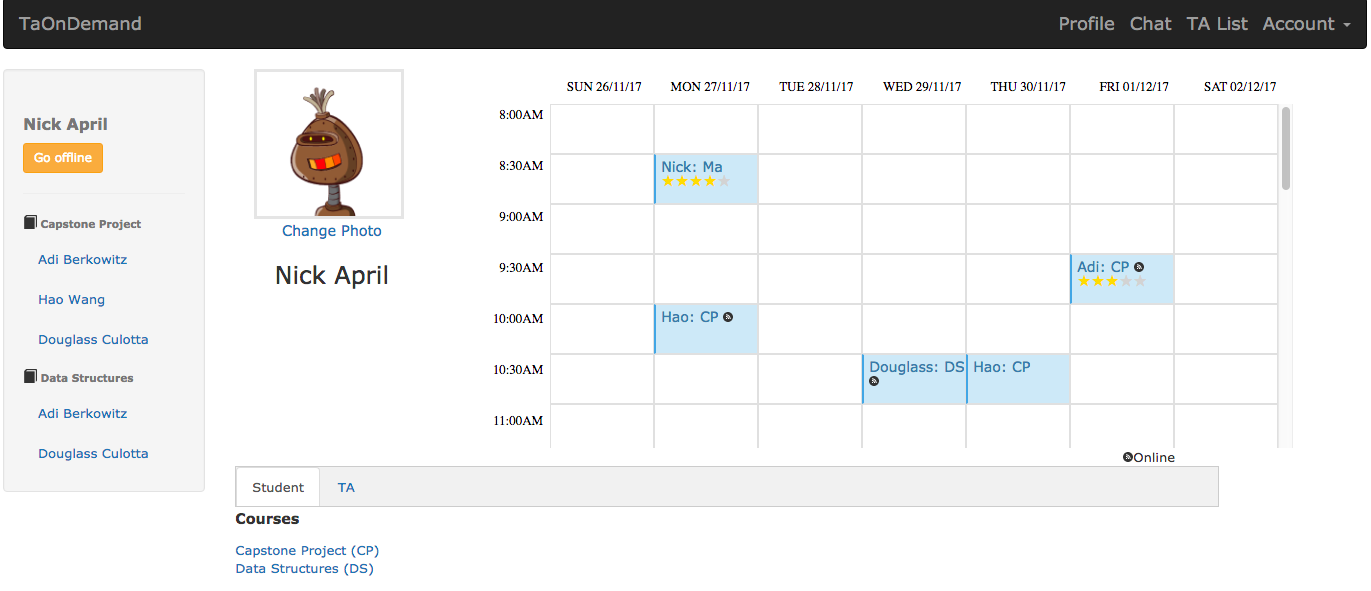 TaOnDemand
Profile Chat TA List Account
Nick April
Go offline
Capstone Project
Adi Berkowitz
Hao Wang
Douglass Culotta
Data Structures
Adi Berkowitz
Douglass Culotta
Change Photo
Nick April
SUN 26/11/17 MON 27/11/17 TUE 28/11/17 WED 29/11/17 THU 30/11/17 FRI 01/12/17 SAT 02/12/17
8:00AM
8:30AM
Nick: Ma
9:00AM
9:30AM
Adi: CP
10:00AM
Hao: CP
10:30AM
Douglass: DS
Hao: CP
11:00AM
Online
Student TA
Courses
Capstone Project (CP)
Data Structures (DS)